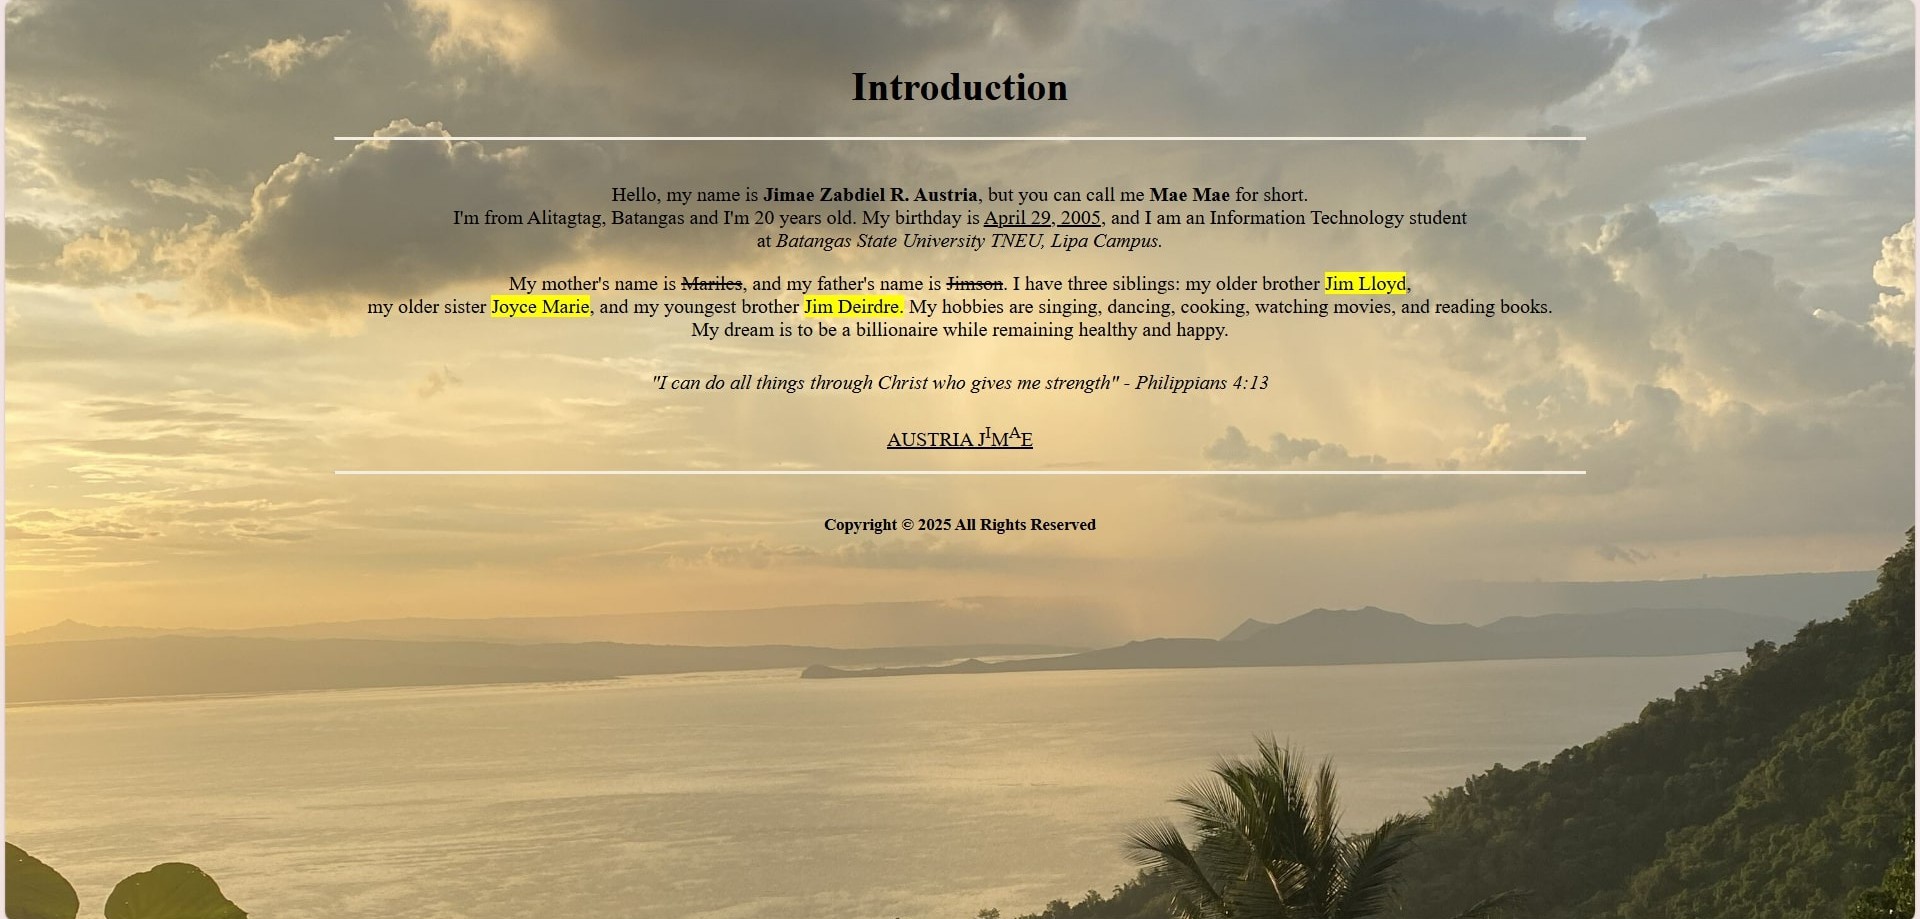 Introduction
Hello, my name is Jimae Zabdiel R. Austria, but you can call me Mae Mae for short.
I'm from Alitagtag, Batangas and I'm 20 years old. My birthday is April 29, 2005, and I am an Information Technology student
at Batangas State University TNEU, Lipa Campus.
My mother's name is Mariles, and my father's name is Jimson. I have three siblings: my older brother Jim Lloyd,
my older sister Joyce Marie, and my youngest brother Jim Deirdre. My hobbies are singing, dancing, cooking, watching movies, and reading books.
My dream is to be a billionaire while remaining healthy and happy.
"I can do all things through Christ who gives me strength" - Philippians 4:13
AUSTRIA JIMAE
Copyright © 2025 All Rights Reserved